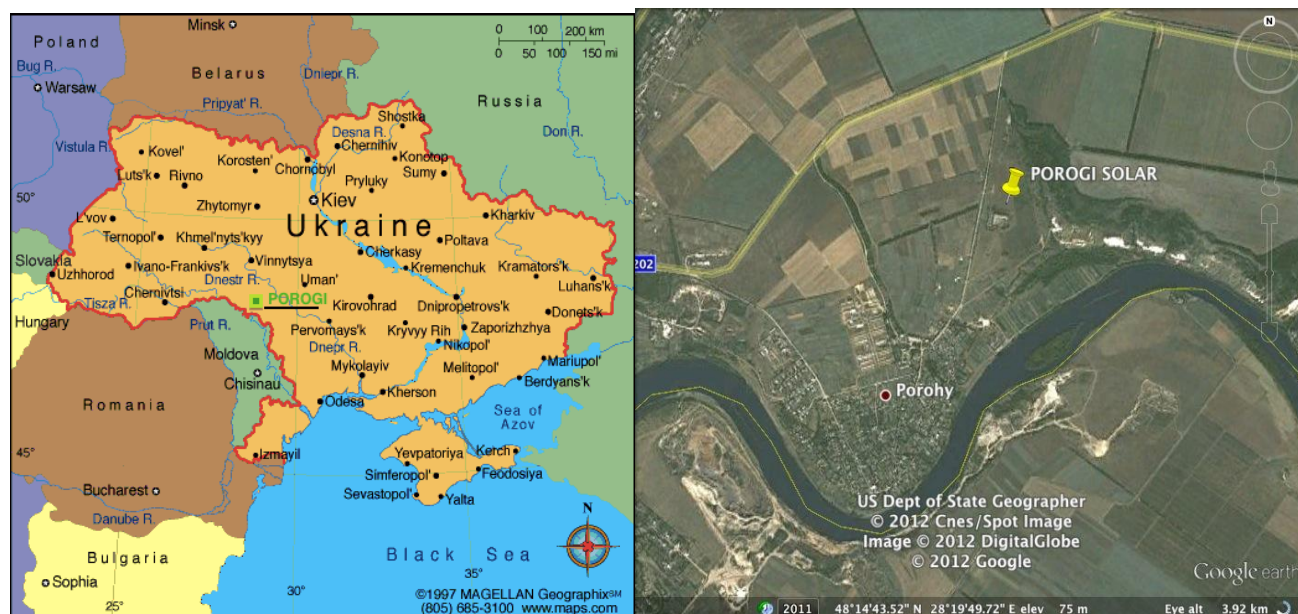 Minsk
Poland
Bug R.
Warsaw
Belarus
Dniepr R.
Pripyat' R.
0 100 200 km
0 50 100 150 mi
Russia
Don R.
Vistula R.
Shostka
Desna R.
Chernihiv
Kovel'
Korosten'
Chornobyl
Konotop
Luts'k
Rivno
Sumy
Pryluky
50°
Zhytomyr
Kiev
Kharkiv
L'vov
Ukraine
Poltava
Ternopol'
Khmel'nyts'kyy
Cherkasy
Slovakia
Ivano-Frankivs'k
Vinnytsya
Kremenchuk
Kramators'k
Uzhhorod
Dnestr R.
Uman'
Luhans'k
Chernivtsi
POROGI
Kirovohrad
Dnipropetrovs'k
Tisza R.
Donets'k
Hungary
Prut R.
Pervomays'k
Kryvyy Rih
Zaporizhzhya
Moldova
Dnepr R.
Nikopol'
Mariupol'
Chisinau
Mykolayiv
Melitopol'
Berdyans'k
Romania
Kherson
Odesa
Sea of
Azov
45°
Izmayil
Yevpatoriya
Kerch
Simferopol'
Feodosiya
Bucharest
Sevastopol'
Yalta
Danube R.
N
Bulgaria
Black Sea
Sophia
35°
30°
25°
©1997 MAGELLAN Geographix℠
(805) 685-3100 www.maps.com
N
POROGI SOLAR
202
Porohy
US Dept of State Geographer
© 2012 Cnes/Spot Image
Image © 2012 DigitalGlobe
© 2012 Google
Google earth
2011 48°14'43.52" N 28°19'49.72" E elev 75 m Eye alt 3.92 km